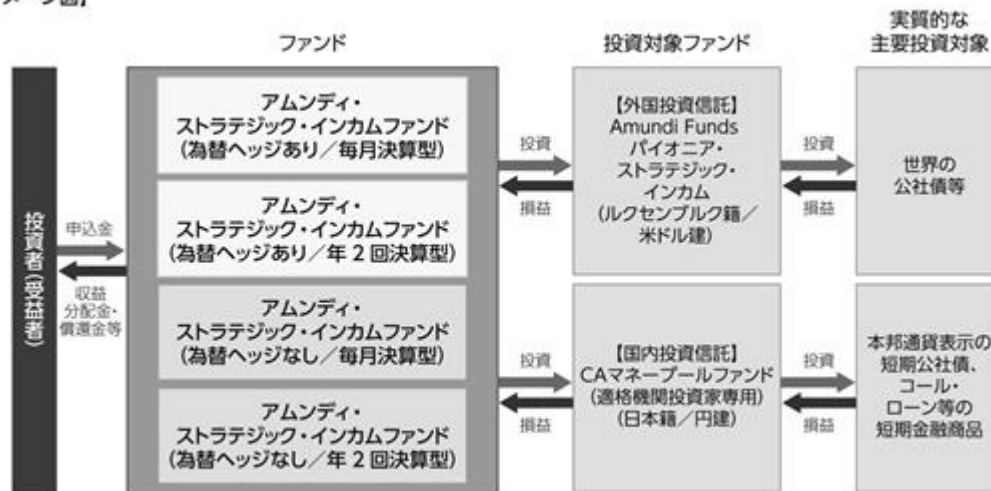 ファンド
投資対象ファンド
実質的な
主要投資対象
投資者(受益者)
申込金
収益
分配金・
償還金等
アムンディ・
ストラテジック・インカムファンド
(為替ヘッジあり／毎月決算型)
アムンディ・
ストラテジック・インカムファンド
(為替ヘッジあり／年2回決算型)
アムンディ・
ストラテジック・インカムファンド
(為替ヘッジなし／毎月決算型)
アムンディ・
ストラテジック・インカムファンド
(為替ヘッジなし／年2回決算型)
投資
損益
【外国投資信託】
Amundi Funds
パイオニア・
ストラテジック・
インカム
(ルクセンブルク籍／
米ドル建)
投資
損益
世界の
公社債等
投資
損益
【国内投資信託】
CAマネープールファンド
(適格機関投資家専用)
(日本籍／円建)
投資
損益
本邦通貨表示の
短期公社債、
コール・
ローン等の
短期金融商品